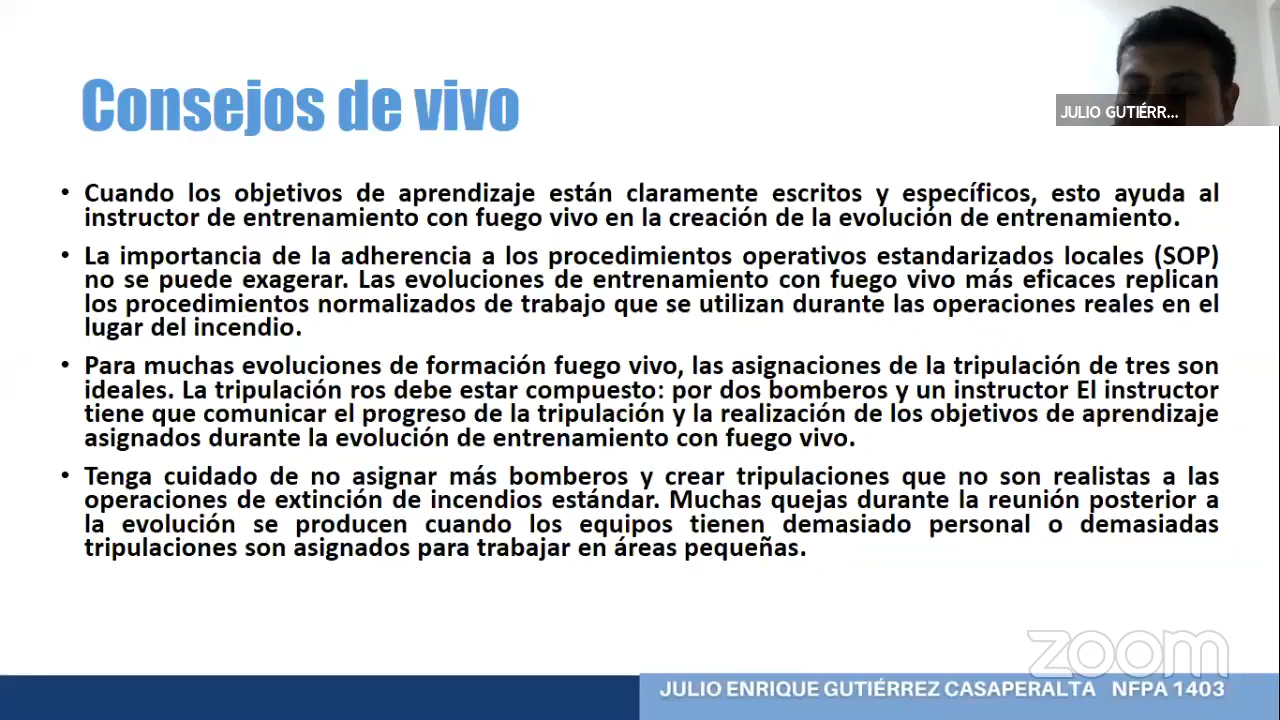 Consejos de vivo
JULIO GUTIÉRR...
• Cuando los objetivos de aprendizaje están claramente escritos y específicos, esto ayuda al
instructor de entrenamiento con fuego vivo en la creación de la evolución de entrenamiento.
• La importancia de la adherencia a los procedimientos operativos estandarizados locales (SOP)
no se puede exagerar. Las evoluciones de entrenamiento con fuego vivo más eficaces replican
los procedimientos normalizados de trabajo que se utilizan durante las operaciones reales en el
lugar del incendio.
• Para muchas evoluciones de formación fuego vivo, las asignaciones de la tripulación de tres son
ideales. La tripulación ros debe estar compuesto: por dos bomberos y un instructor El instructor
tiene que comunicar el progreso de la tripulación y la realización de los objetivos de aprendizaje
asignados durante la evolución de entrenamiento con fuego vivo.
• Tenga cuidado de no asignar más bomberos y crear tripulaciones que no son realistas a las
operaciones de extinción de incendios estándar. Muchas quejas durante la reunión posterior a
la evolución se producen cuando los equipos tienen demasiado personal o demasiadas
tripulaciones son asignados para trabajar en áreas pequeñas.
zoom
JULIO ENRIQUE GUTIÉRREZ CASAPERALTA NFPA 1403